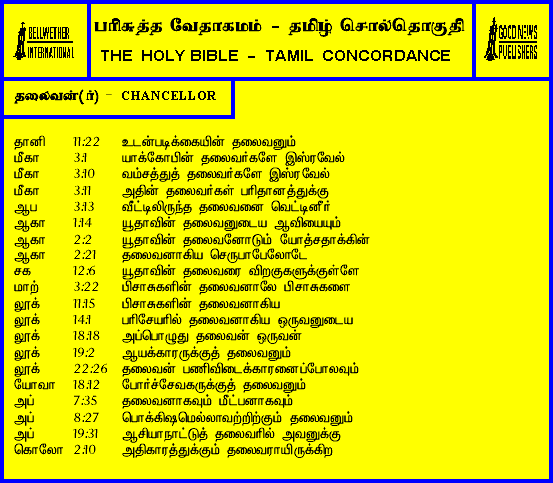 BELLWETHER
INTERNATIONAL
பரிசுத்த வேதாகமம் - தமிழ் சொல்தொகுதி
THE HOLY BIBLE - TAMIL CONCORDANCE
GOOD NEWS
PUBLISHERS
தலைவன்(ர்) - CHANCELLOR
தானி 11:22 உடன்படிக்கையின் தலைவனும்
மீகா 3:1 யாக்கோபின் தலைவர்களே இஸ்ரவேல்
மீகா 3:10 வம்சத்துத் தலைவர்களே இஸ்ரவேல்
மீகா 3:11 அதின் தலைவர்கள் பரிதானத்துக்கு
ஆப 3:13 வீட்டிலிருந்த தலைவனை வெட்டினீர்
ஆகா 1:14 யூதாவின் தலைவனுடைய ஆவியையும்
ஆகா 2:2 யூதாவின் தலைவனோடும் யோத்சதாக்கின்
ஆகா 2:21 தலைவனாகிய செருபாபேலோடே
சக 12:6 யூதாவின் தலைவரை விறகுகளுக்குள்ளே
மாற் 3:22 பிசாசுகளின் தலைவனாலே பிசாசுகளை
லூக் 11:15 பிசாசுகளின் தலைவனாகிய
லூக் 14:1 பரிசேயரில் தலைவனாகிய ஒருவனுடைய
லூக் 18:18 அப்பொழுது தலைவன் ஒருவன்
லூக் 19:2 ஆயக்காரருக்குத் தலைவனும்
லூக் 22:26 தலைவன் பணிவிடைக்காரனைப்போலவும்
யோவா 18:12 போர்ச்சேவகருக்குத் தலைவனும்
அப் 7:35 தலைவனாகவும் மீட்பனாகவும்
அப் 8:27 பொக்கிஷமெல்லாவற்றிற்கும் தலைவனும்
அப் 19:31 ஆசியாநாட்டுத் தலைவரில் அவனுக்கு
கொலோ 2:10 அதிகாரத்துக்கும் தலைவராயிருக்கிற